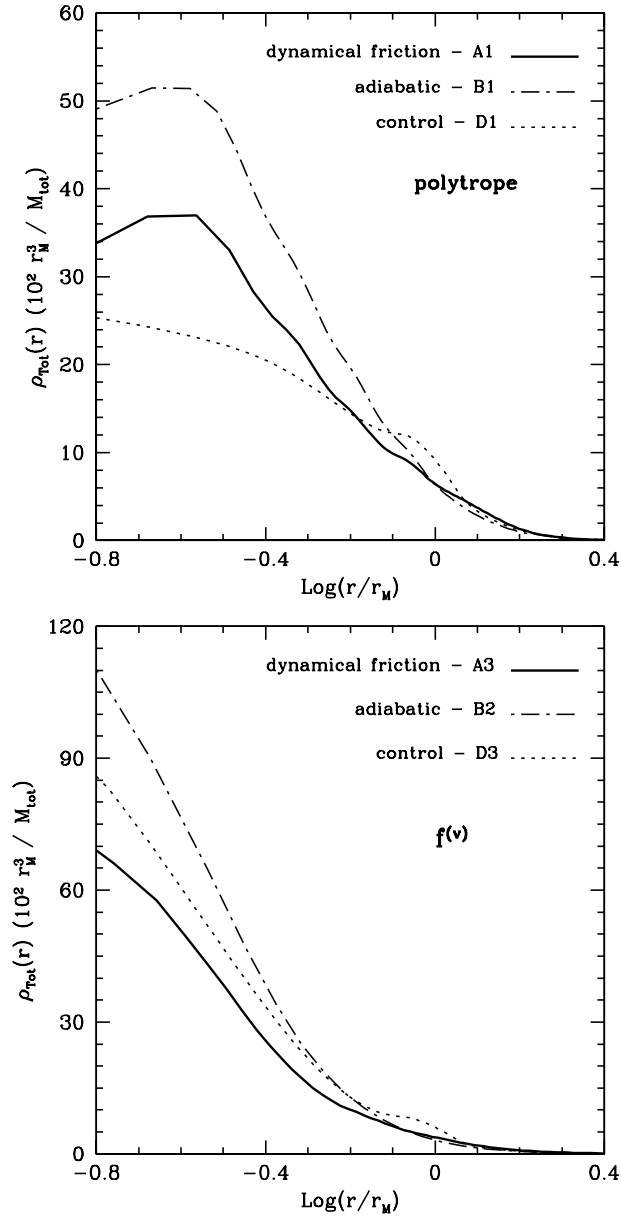 60
dynamical friction – A1
50
adiabatic – B1
control – D1
40
polytrope
30
ρTot(r) (10² r³M / Mtot)
20
10
0
−0.8
−0.4
0
0.4
Log(r/rM)
120
dynamical friction – A3
adiabatic – B2
90
control – D3
f(v)
60
ρTot(r) (10² r³M / Mtot)
30
0
−0.8
−0.4
0
0.4
Log(r/rM)